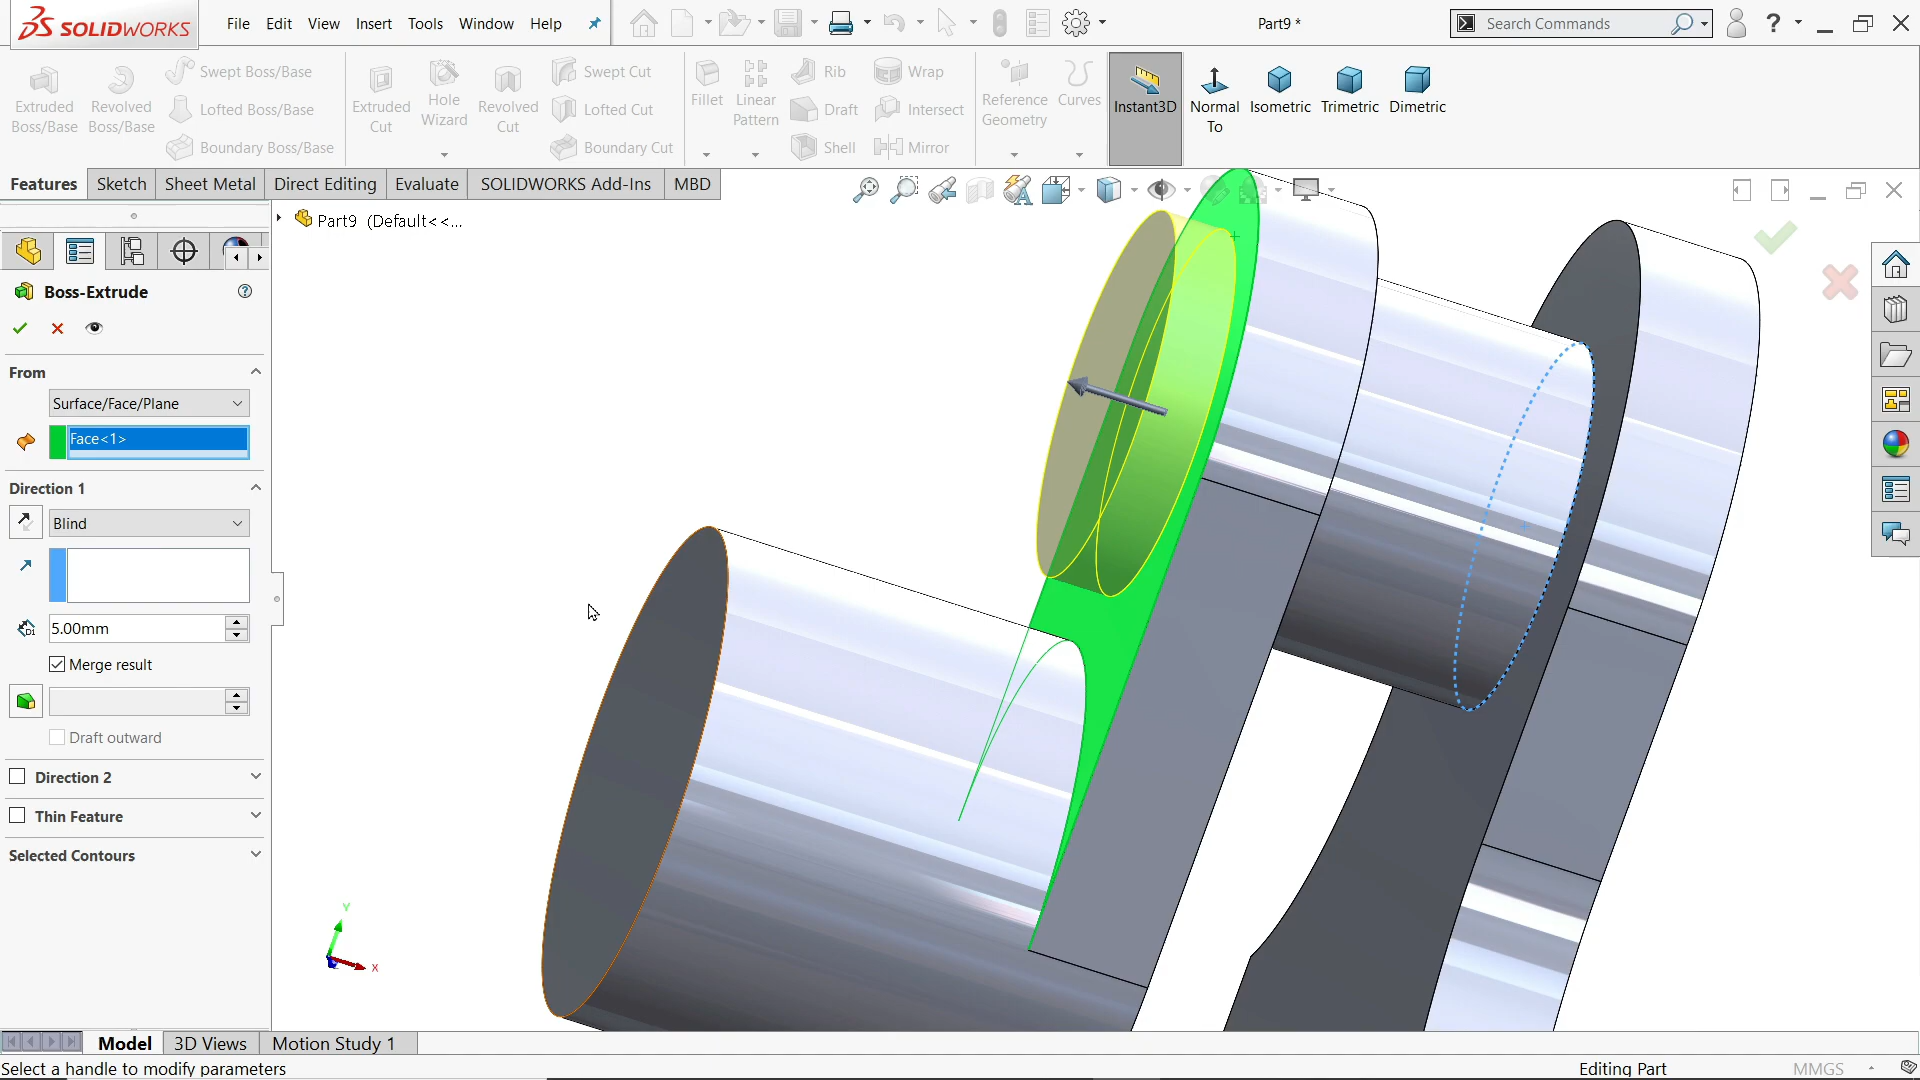 SOLIDWORKS
File Edit View Insert Tools Window Help
Part9 *
Search Commands
?
Extruded Boss/Base
Revolved Boss/Base
Swept Boss/Base
Lofted Boss/Base
Boundary Boss/Base
Extruded Cut
Hole Wizard
Revolved Cut
Swept Cut
Lofted Cut
Boundary Cut
Fillet
Linear Pattern
Rib
Draft
Shell
Wrap
Intersect
Mirror
Reference Geometry
Curves
Instant3D
Normal To
Isometric
Trimetric
Dimetric
Features Sketch Sheet Metal Direct Editing Evaluate SOLIDWORKS Add-Ins MBD
Part9 (Default<<...
Boss-Extrude
From
Surface/Face/Plane
Face<1>
Direction 1
Blind
D1
5.00mm
Merge result
Draft outward
Direction 2
Thin Feature
Selected Contours
Y
X
Model 3D Views Motion Study 1
Select a handle to modify parameters
Editing Part
MMGS